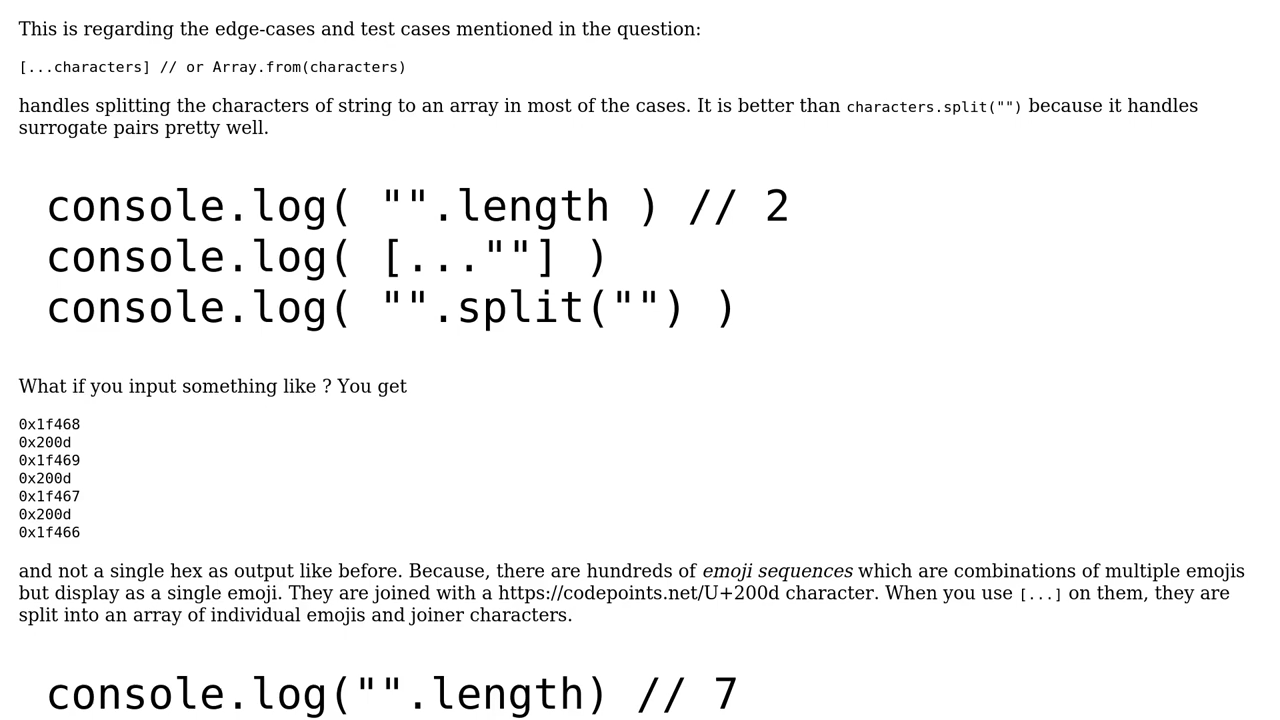 This is regarding the edge-cases and test cases mentioned in the question:
[...characters] // or Array.from(characters)
handles splitting the characters of string to an array in most of the cases. It is better than characters.split("") because it handles
surrogate pairs pretty well.
console.log( "".length ) // 2
console.log( [...""] )
console.log( "".split("") )
What if you input something like ? You get
0x1f468
0x200d
0x1f469
0x200d
0x1f467
0x200d
0x1f466
and not a single hex as output like before. Because, there are hundreds of emoji sequences which are combinations of multiple emojis
but display as a single emoji. They are joined with a https://codepoints.net/U+200d character. When you use [...] on them, they are
split into an array of individual emojis and joiner characters.
console.log("".length) // 7